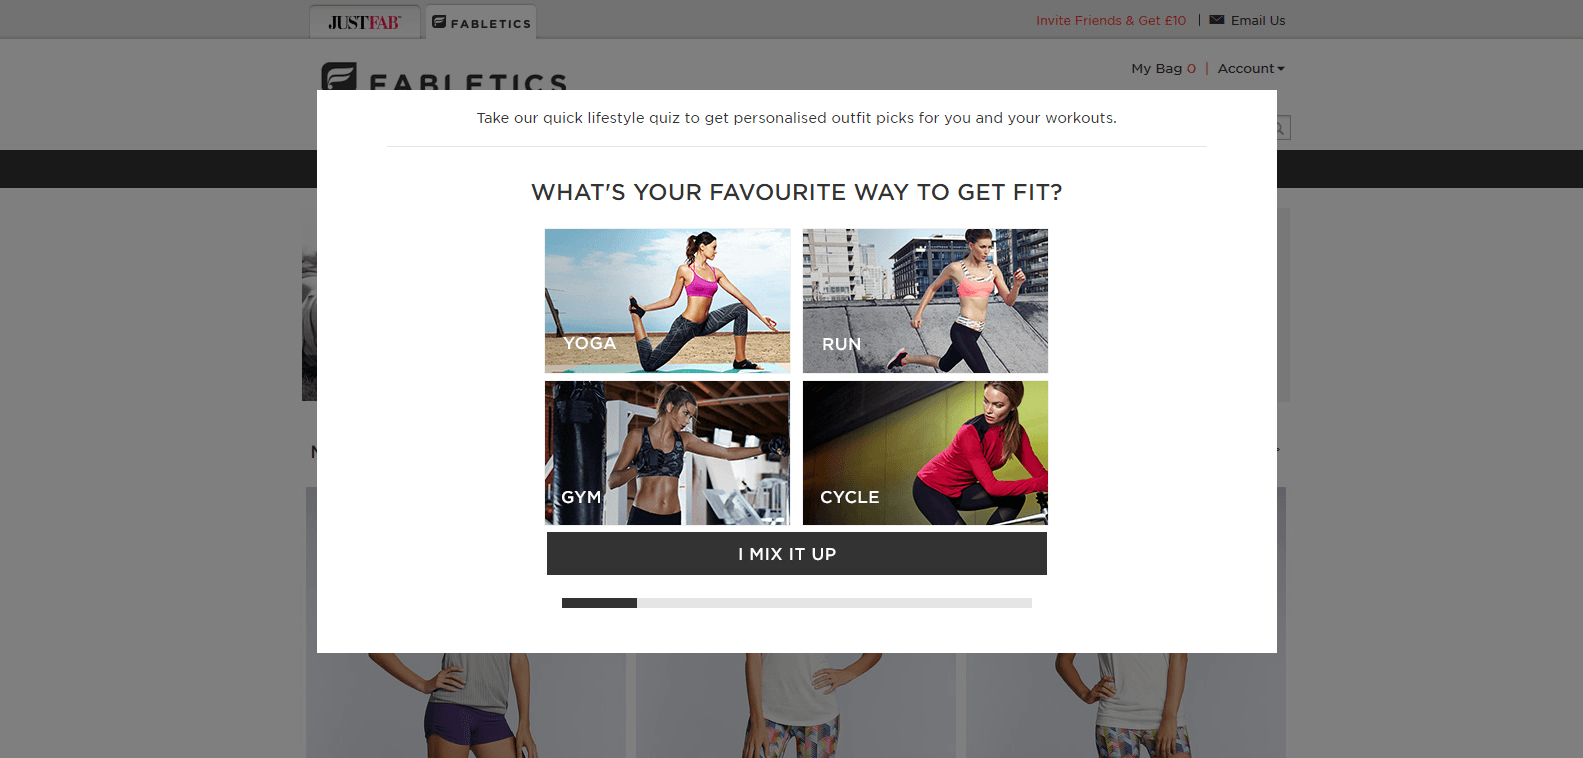 JUSTFAB
FABLETICS
Invite Friends & Get £10 | Email Us
FABLETICS
My Bag 0 | Account
Take our quick lifestyle quiz to get personalised outfit picks for you and your workouts.
WHAT'S YOUR FAVOURITE WAY TO GET FIT?
YOGA
RUN
GYM
CYCLE
I MIX IT UP